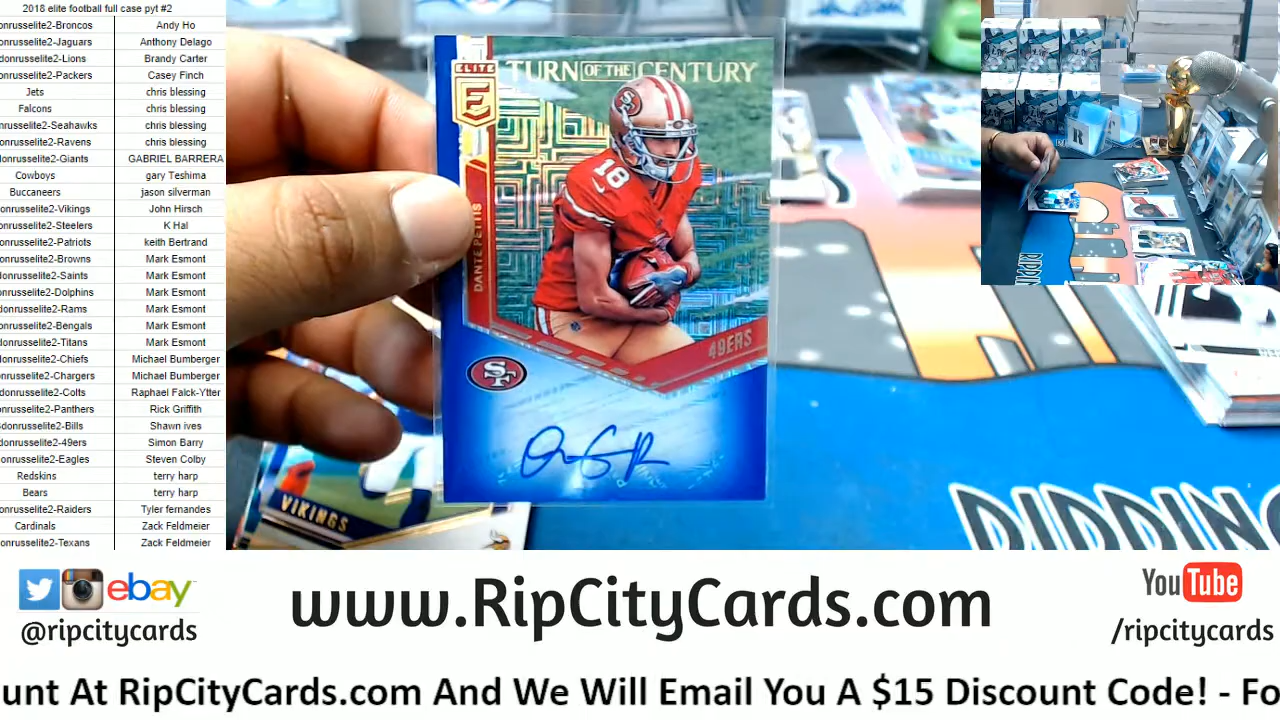 2018 elite football full case pyt #2
onrusselite2-Broncos Andy Ho
onrusselite2-Jaguars Anthony Delago
donrusselite2-Lions Brandy Carter
onrusselite2-Packers Casey Finch
Jets chris blessing
Falcons chris blessing
nrusselite2-Seahawks chris blessing
onrusselite2-Ravens chris blessing
donrusselite2-Giants GABRIEL BARRERA
Cowboys gary Teshima
Buccaneers jason silverman
onrusselite2-Vikings John Hirsch
onrusselite2-Steelers K Hal
onrusselite2-Patriots keith Bertrand
onrusselite2-Browns Mark Esmont
donrusselite2-Saints Mark Esmont
onrusselite2-Dolphins Mark Esmont
donrusselite2-Rams Mark Esmont
onrusselite2-Bengals Mark Esmont
donrusselite2-Titans Mark Esmont
onrusselite2-Chiefs Michael Bumberger
nrusselite2-Chargers Michael Bumberger
donrusselite2-Colts Raphael Faick-Ytter
nrusselite2-Panthers Rick Griffith
donrusselite2-Bills Shawn ives
donrusselite2-49ers Simon Barry
onrusselite2-Eagles Steven Colby
Redskins terry harp
Bears terry harp
onrusselite2-Raiders Tyler fernandes
Cardinals Zack Feldmeier
onrusselite2-Texans Zack Feldmeier
ELITE
E
TURN OF THE CENTURY
18
DANTE PETTIS
49ERS
SF
VIKINGS
RIPPING
ebay
@ripcitycards
www.RipCityCards.com
YouTube
/ripcitycards
unt At RipCityCards.com And We Will Email You A $15 Discount Code! - Fo